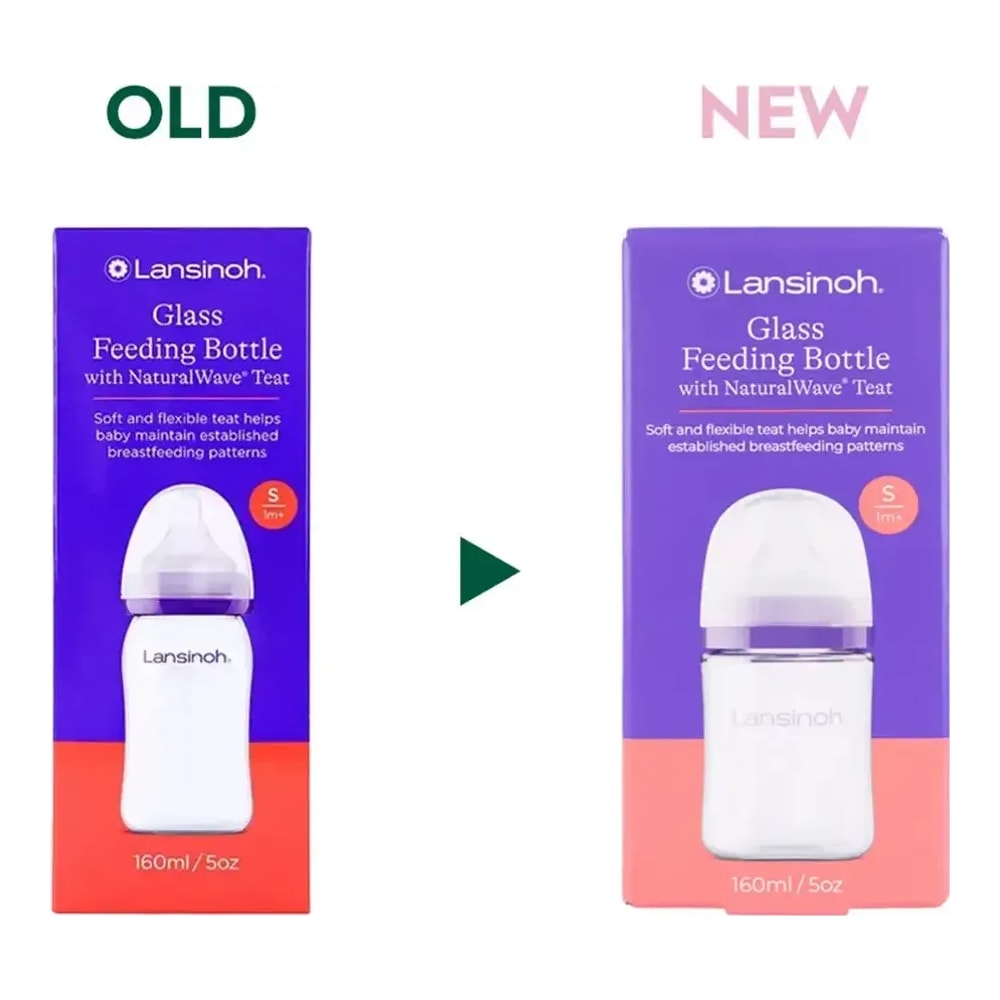 OLD
NEW
Lansinoh.
Glass
Feeding Bottle
with NaturalWave® Teat
Soft and flexible teat helps
baby maintain established
breastfeeding patterns
S
1m+
Lansinoh.
160ml / 5oz
Lansinoh.
Glass
Feeding Bottle
with NaturalWave® Teat
Soft and flexible teat helps baby maintain
established breastfeeding patterns
S
1m+
Lansinoh
160ml / 5oz